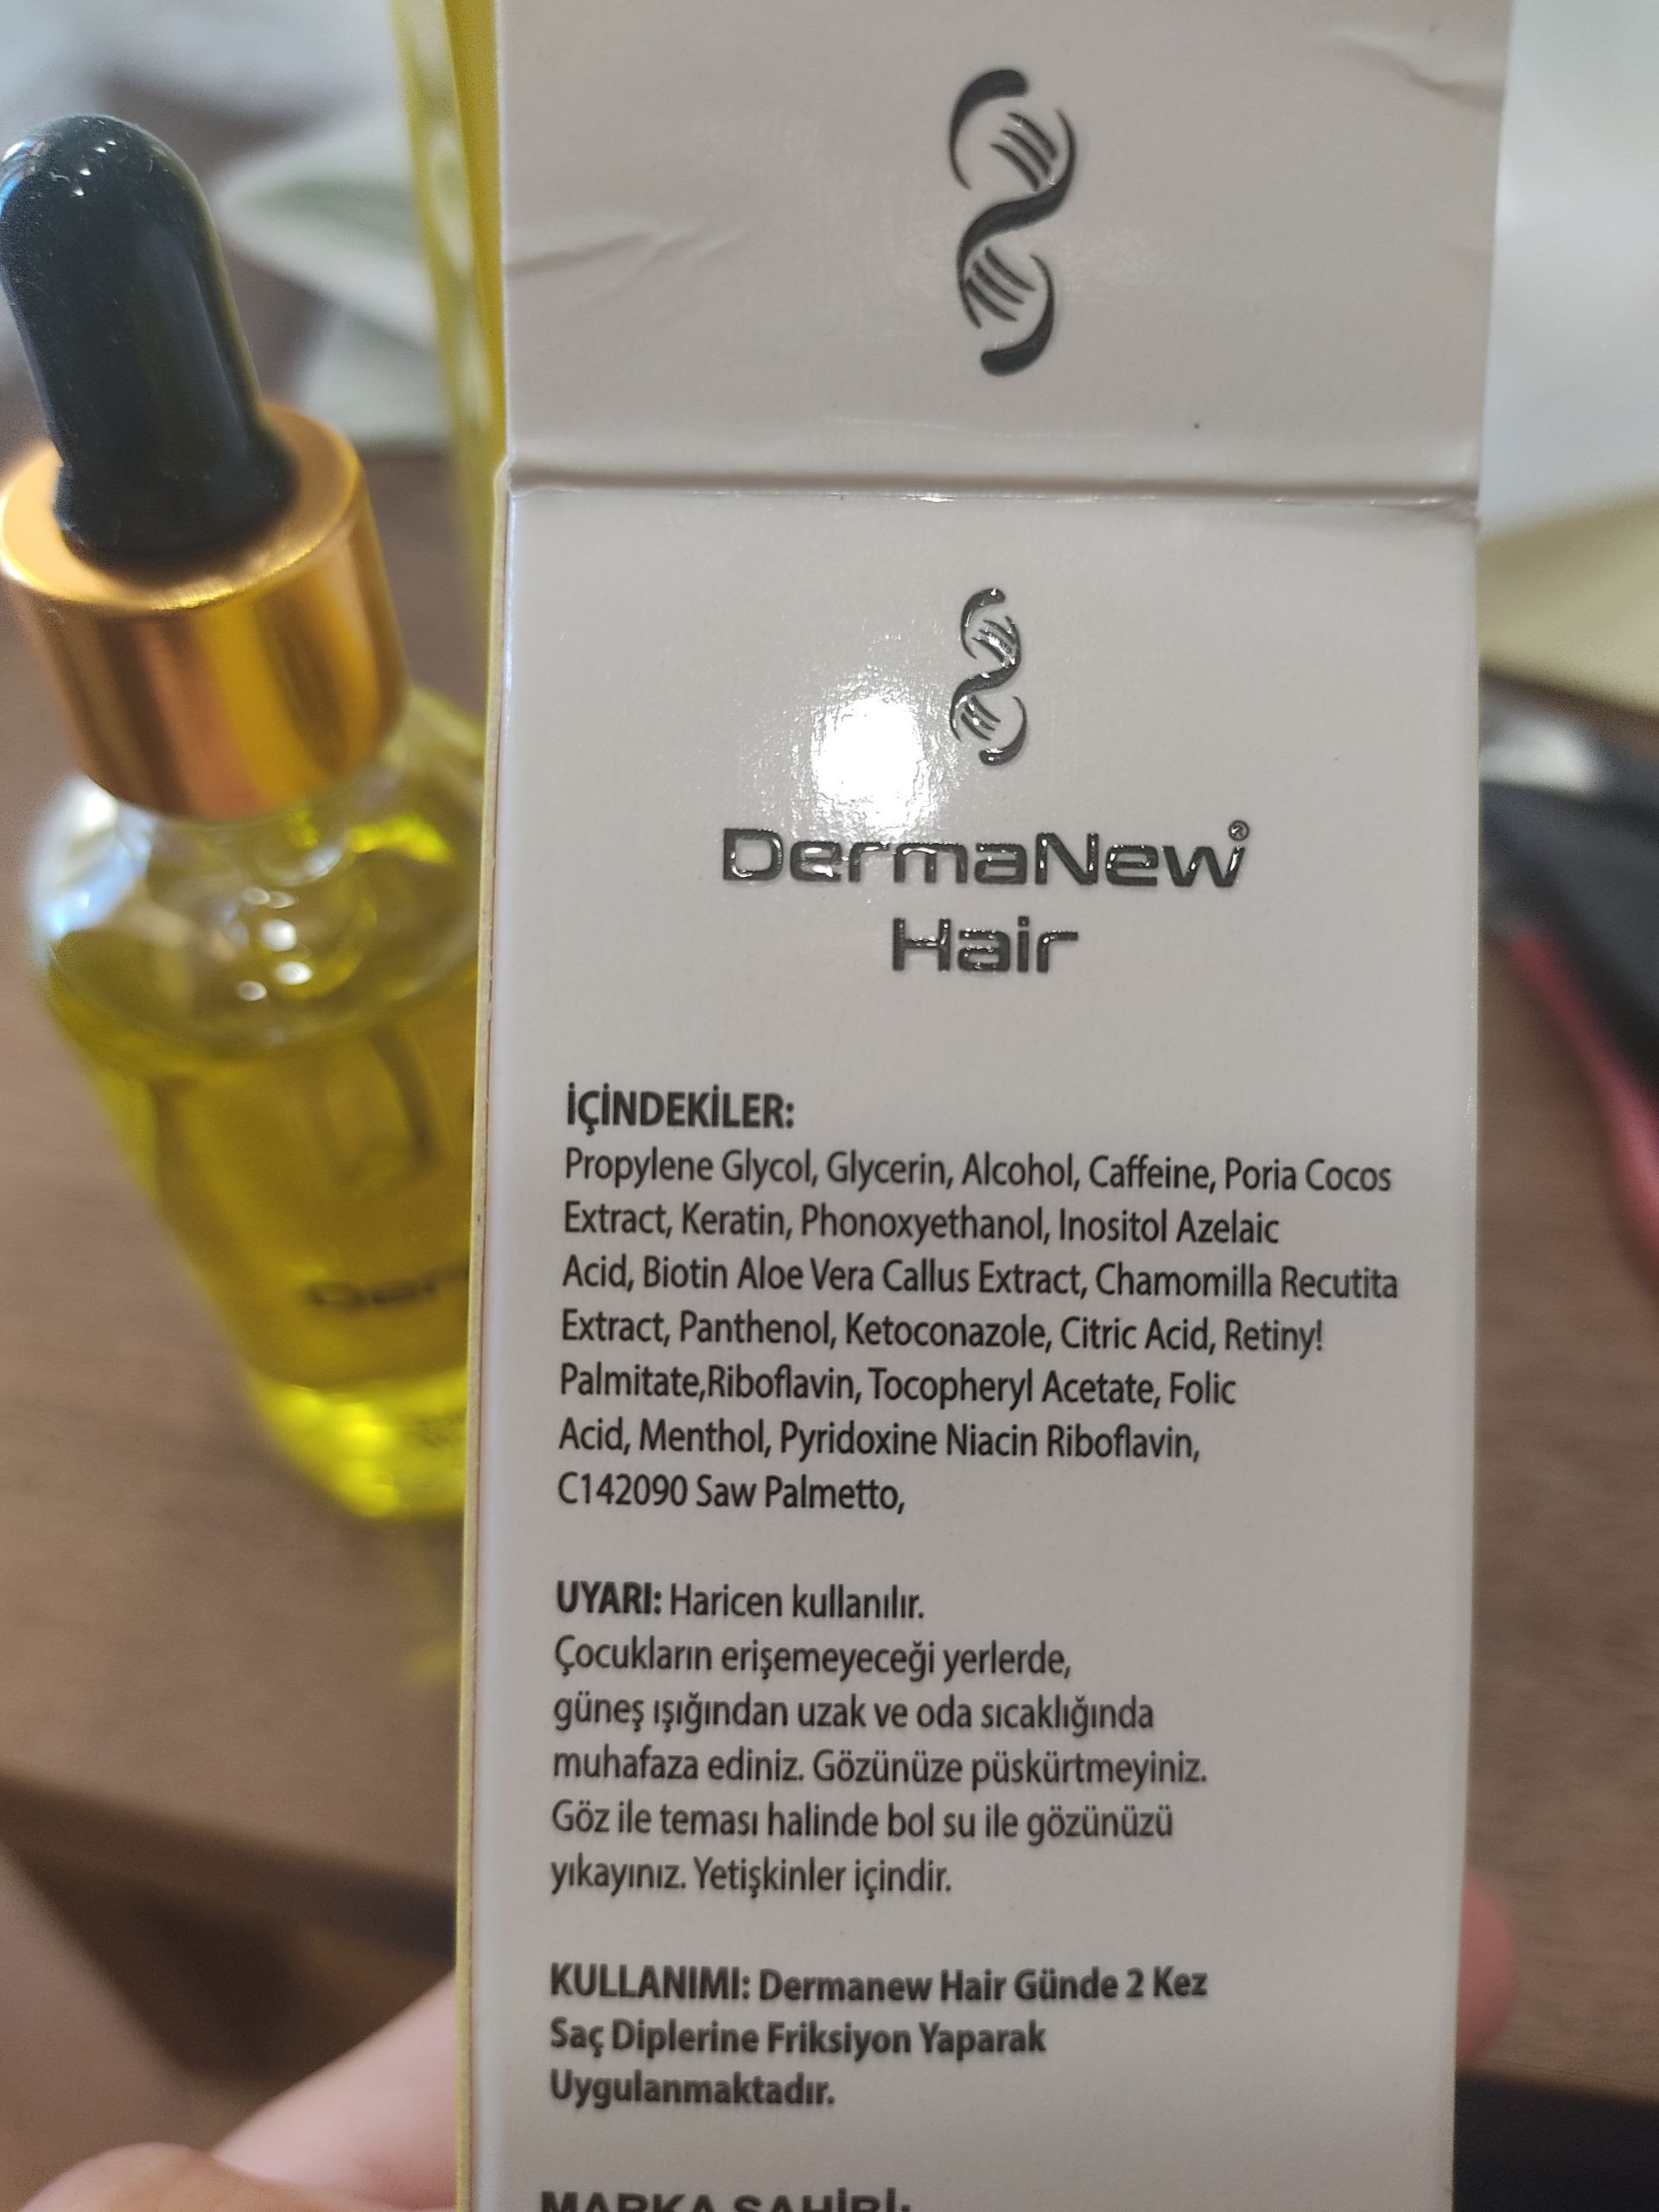 DermaNew®
Hair
İÇİNDEKİLER:
Propylene Glycol, Glycerin, Alcohol, Caffeine, Poria Cocos
Extract, Keratin, Phonoxyethanol, Inositol Azelaic
Acid, Biotin Aloe Vera Callus Extract, Chamomilla Recutita
Extract, Panthenol, Ketoconazole, Citric Acid, Retiny!
Palmitate,Riboflavin, Tocopheryl Acetate, Folic
Acid, Menthol, Pyridoxine Niacin Riboflavin,
C142090 Saw Palmetto,
UYARI: Haricen kullanılır.
Çocukların erişemeyeceği yerlerde,
güneş ışığından uzak ve oda sıcaklığında
muhafaza ediniz. Gözünüze püskürtmeyiniz.
Göz ile teması halinde bol su ile gözünüzü
yıkayınız. Yetişkinler içindir.
KULLANIMI: Dermanew Hair Günde 2 Kez
Saç Diplerine Friksiyon Yaparak
Uygulanmaktadır.
MARKA SAHİBİ: